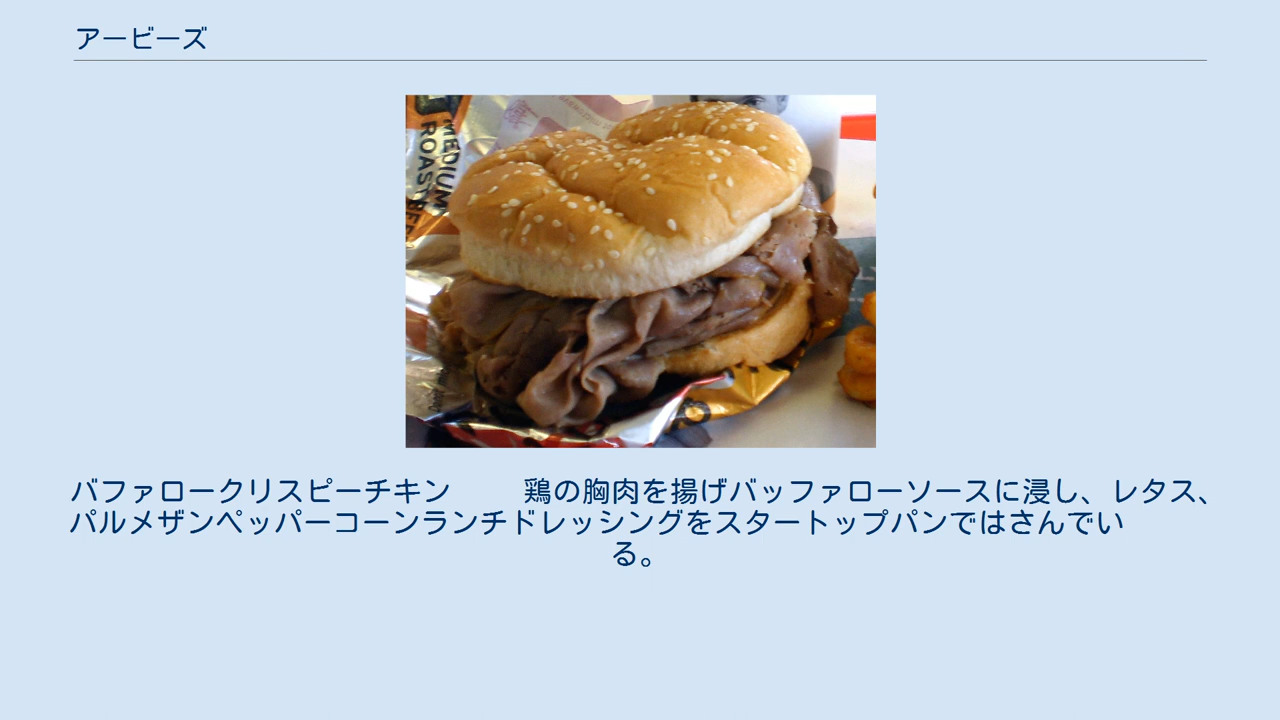 アービーズ
MEDIUM
ROAST
バファロークリスピーチキン　　鶏の胸肉を揚げバッファローソースに浸し、レタス、
パルメザンペッパーコーンランチドレッシングをスタートップパンではさんでい
る。